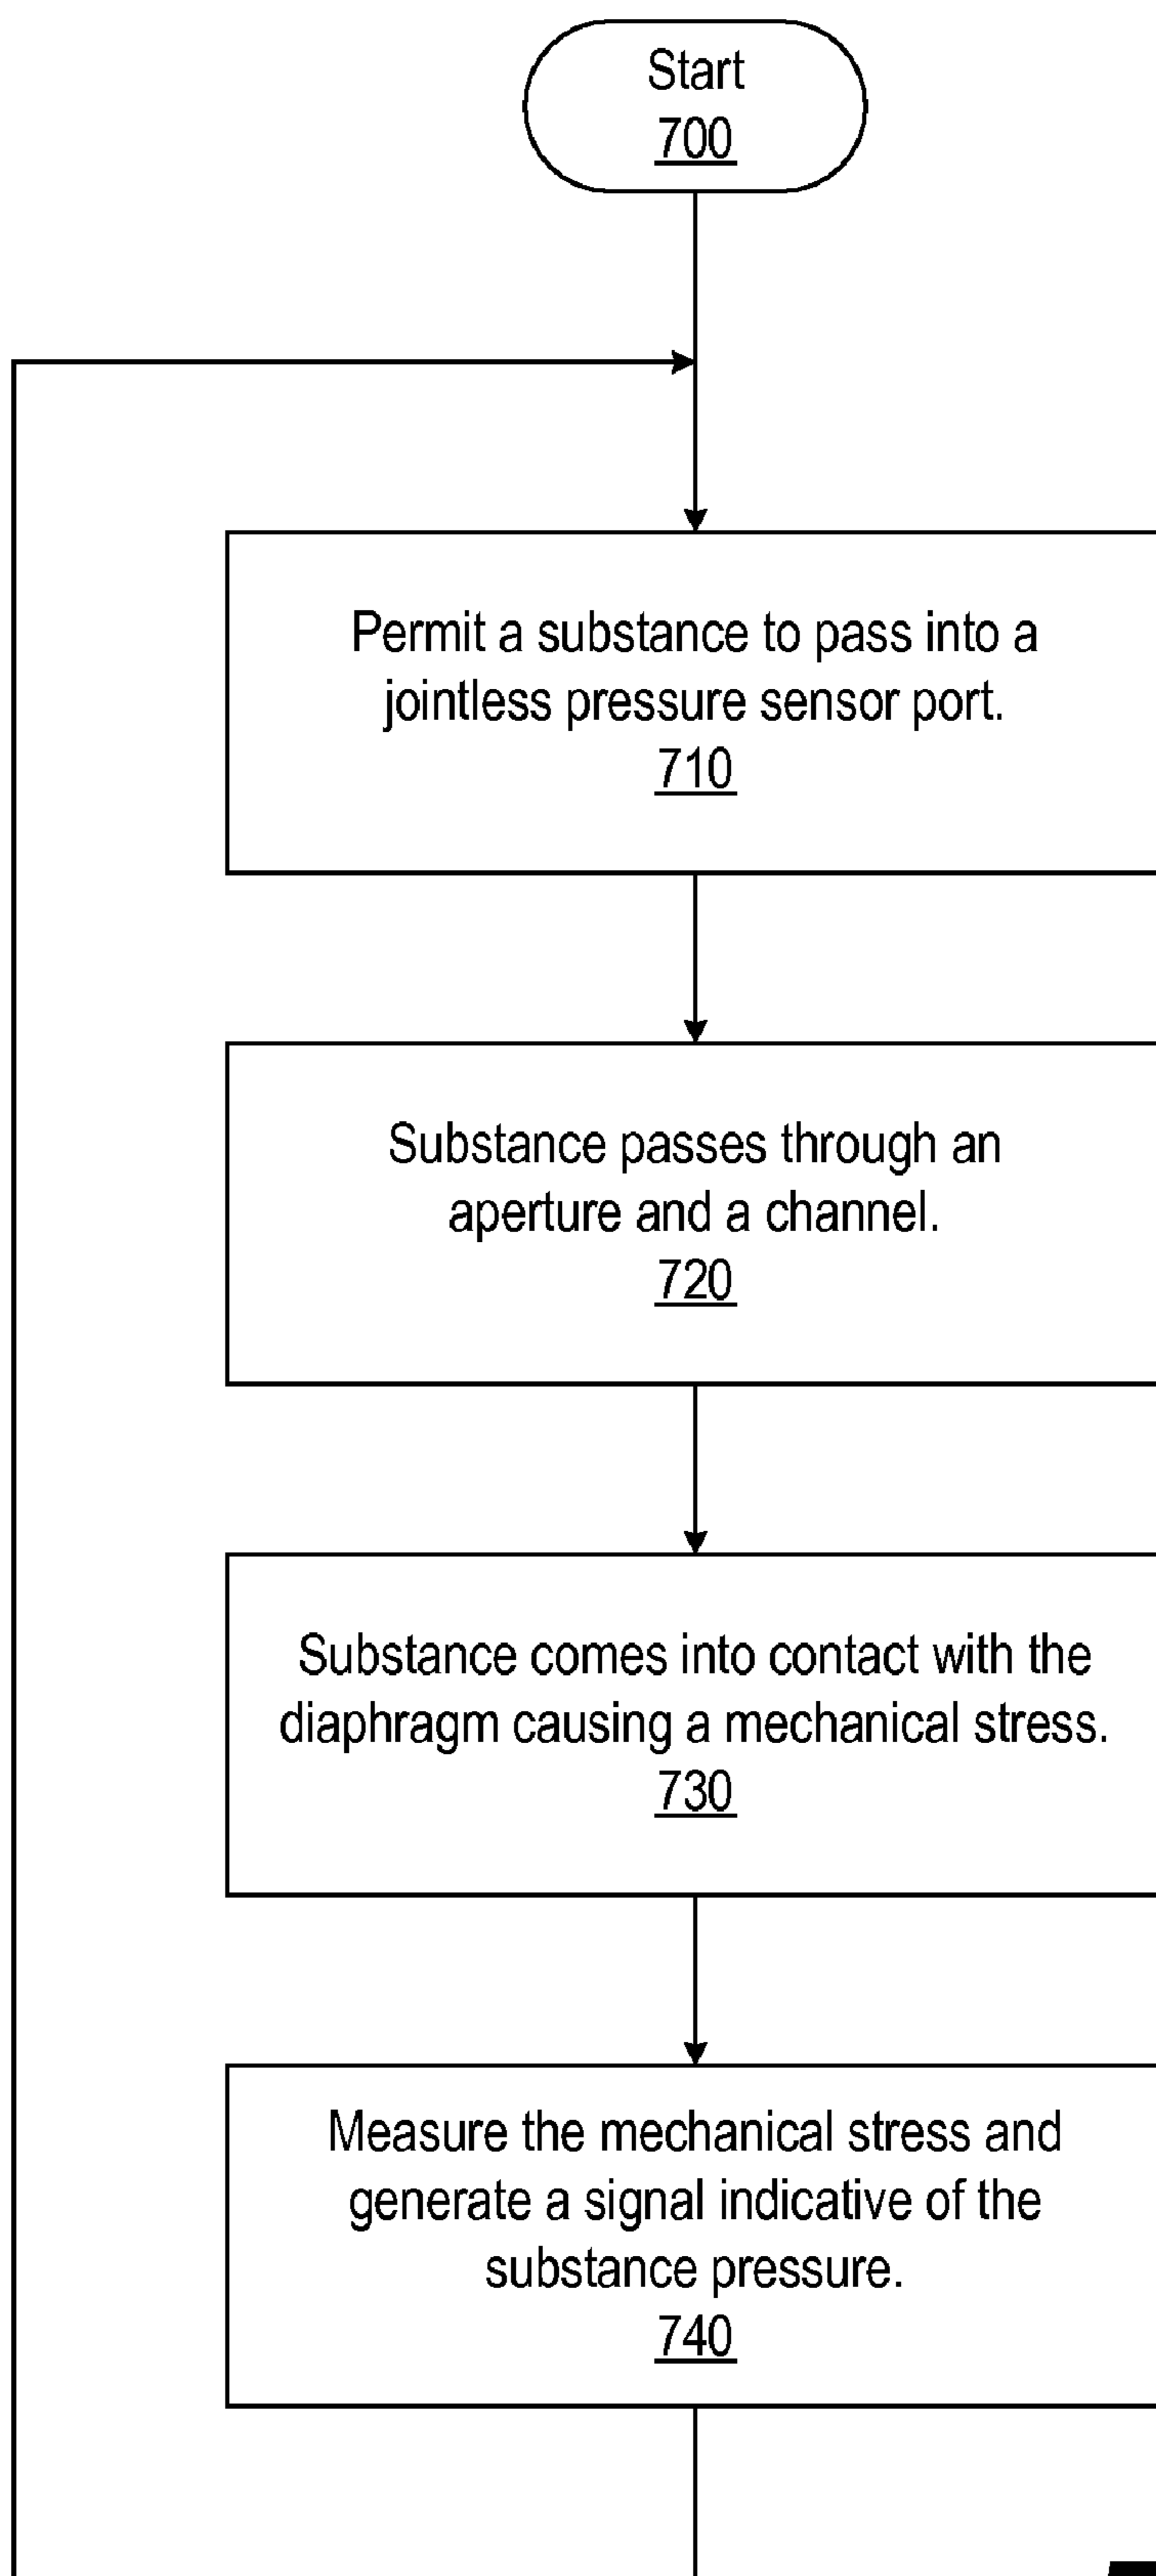 Start
700
Permit a substance to pass into a
jointless pressure sensor port.
710
Substance passes through an
aperture and a channel.
720
Substance comes into contact with the
diaphragm causing a mechanical stress.
730
Measure the mechanical stress and
generate a signal indicative of the
substance pressure.
740